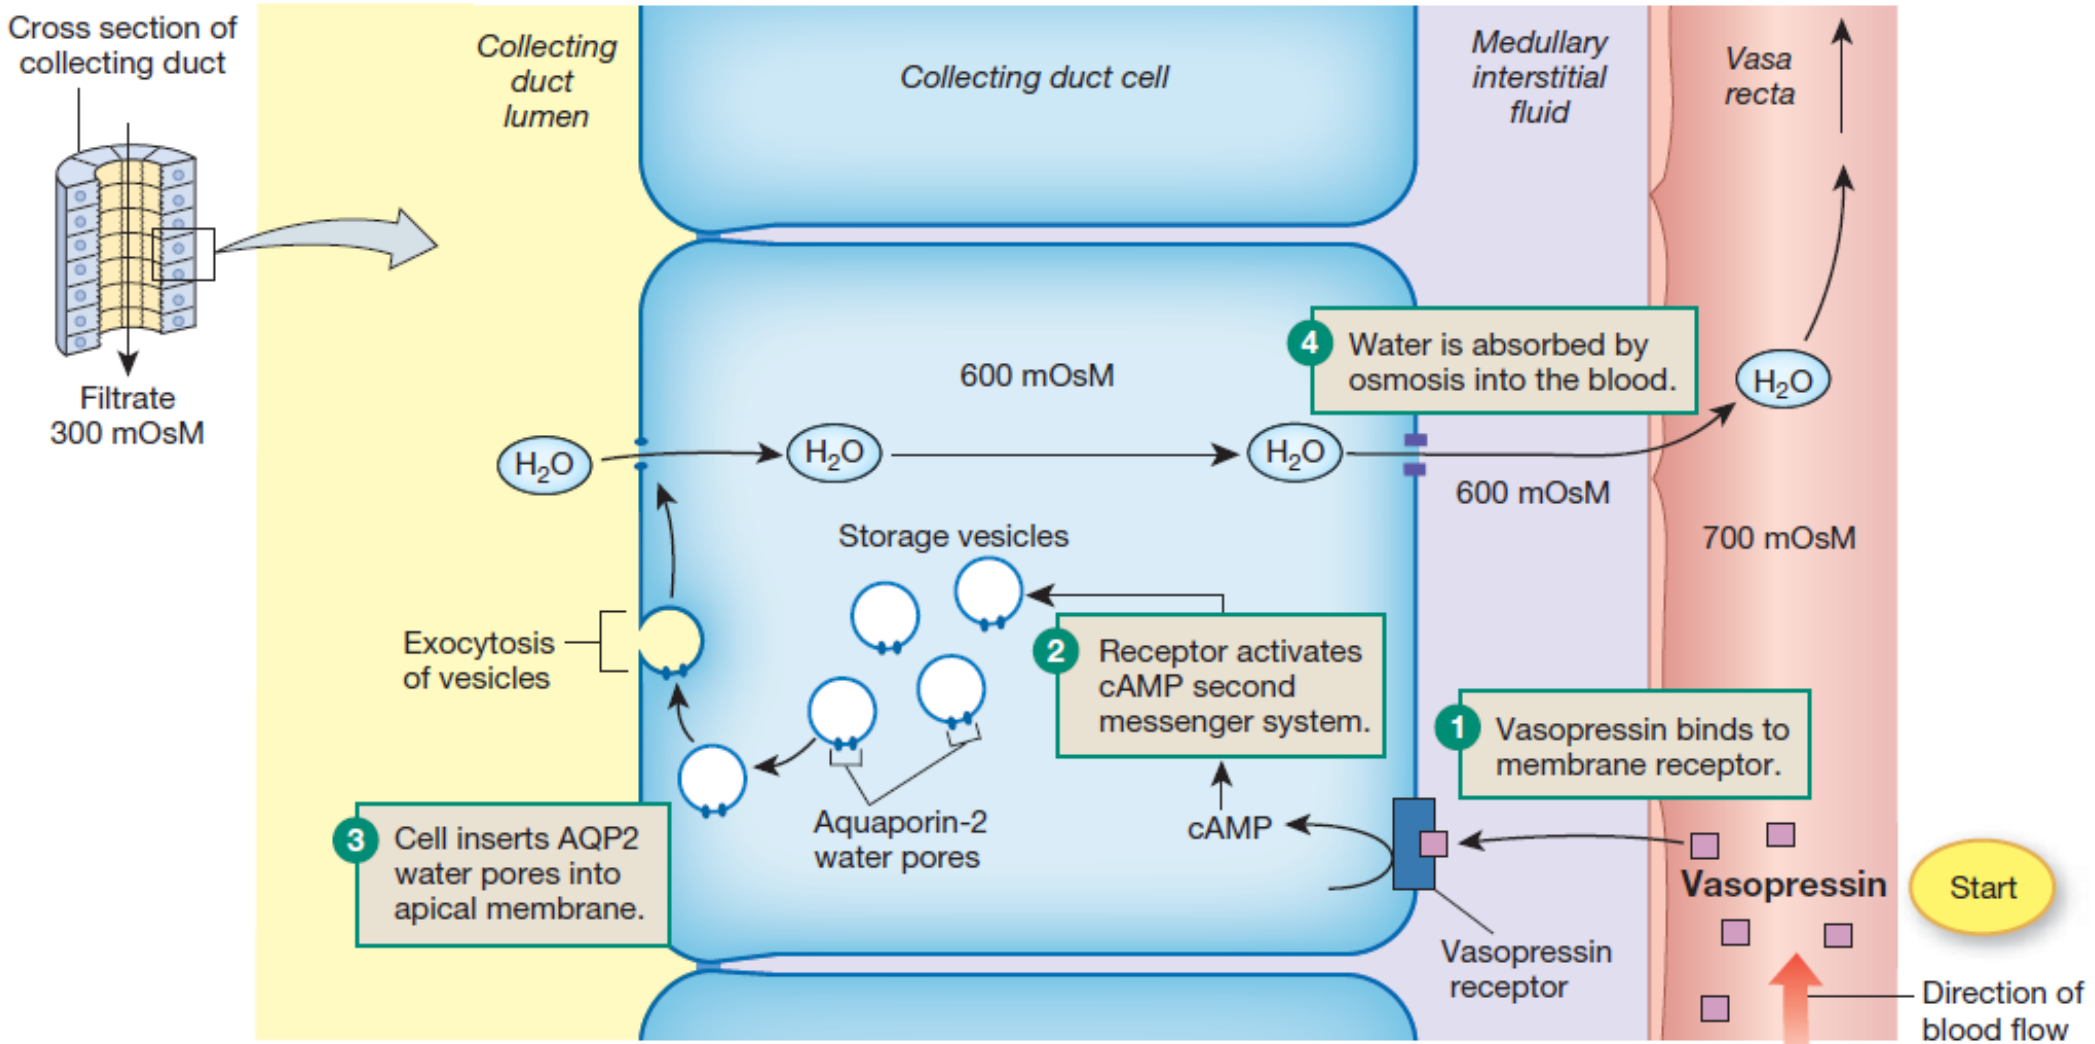 Cross section of
collecting duct
Filtrate
300 mOsM
Collecting
duct
lumen
Collecting duct cell
Medullary
interstitial
fluid
Vasa
recta
600 mOsM
4 Water is absorbed by
osmosis into the blood.
H₂O
H₂O
H₂O
H₂O
600 mOsM
700 mOsM
Storage vesicles
Exocytosis
of vesicles
2 Receptor activates
cAMP second
messenger system.
1 Vasopressin binds to
membrane receptor.
3 Cell inserts AQP2
water pores into
apical membrane.
Aquaporin-2
water pores
cAMP
Vasopressin
Start
Vasopressin
receptor
Direction of
blood flow